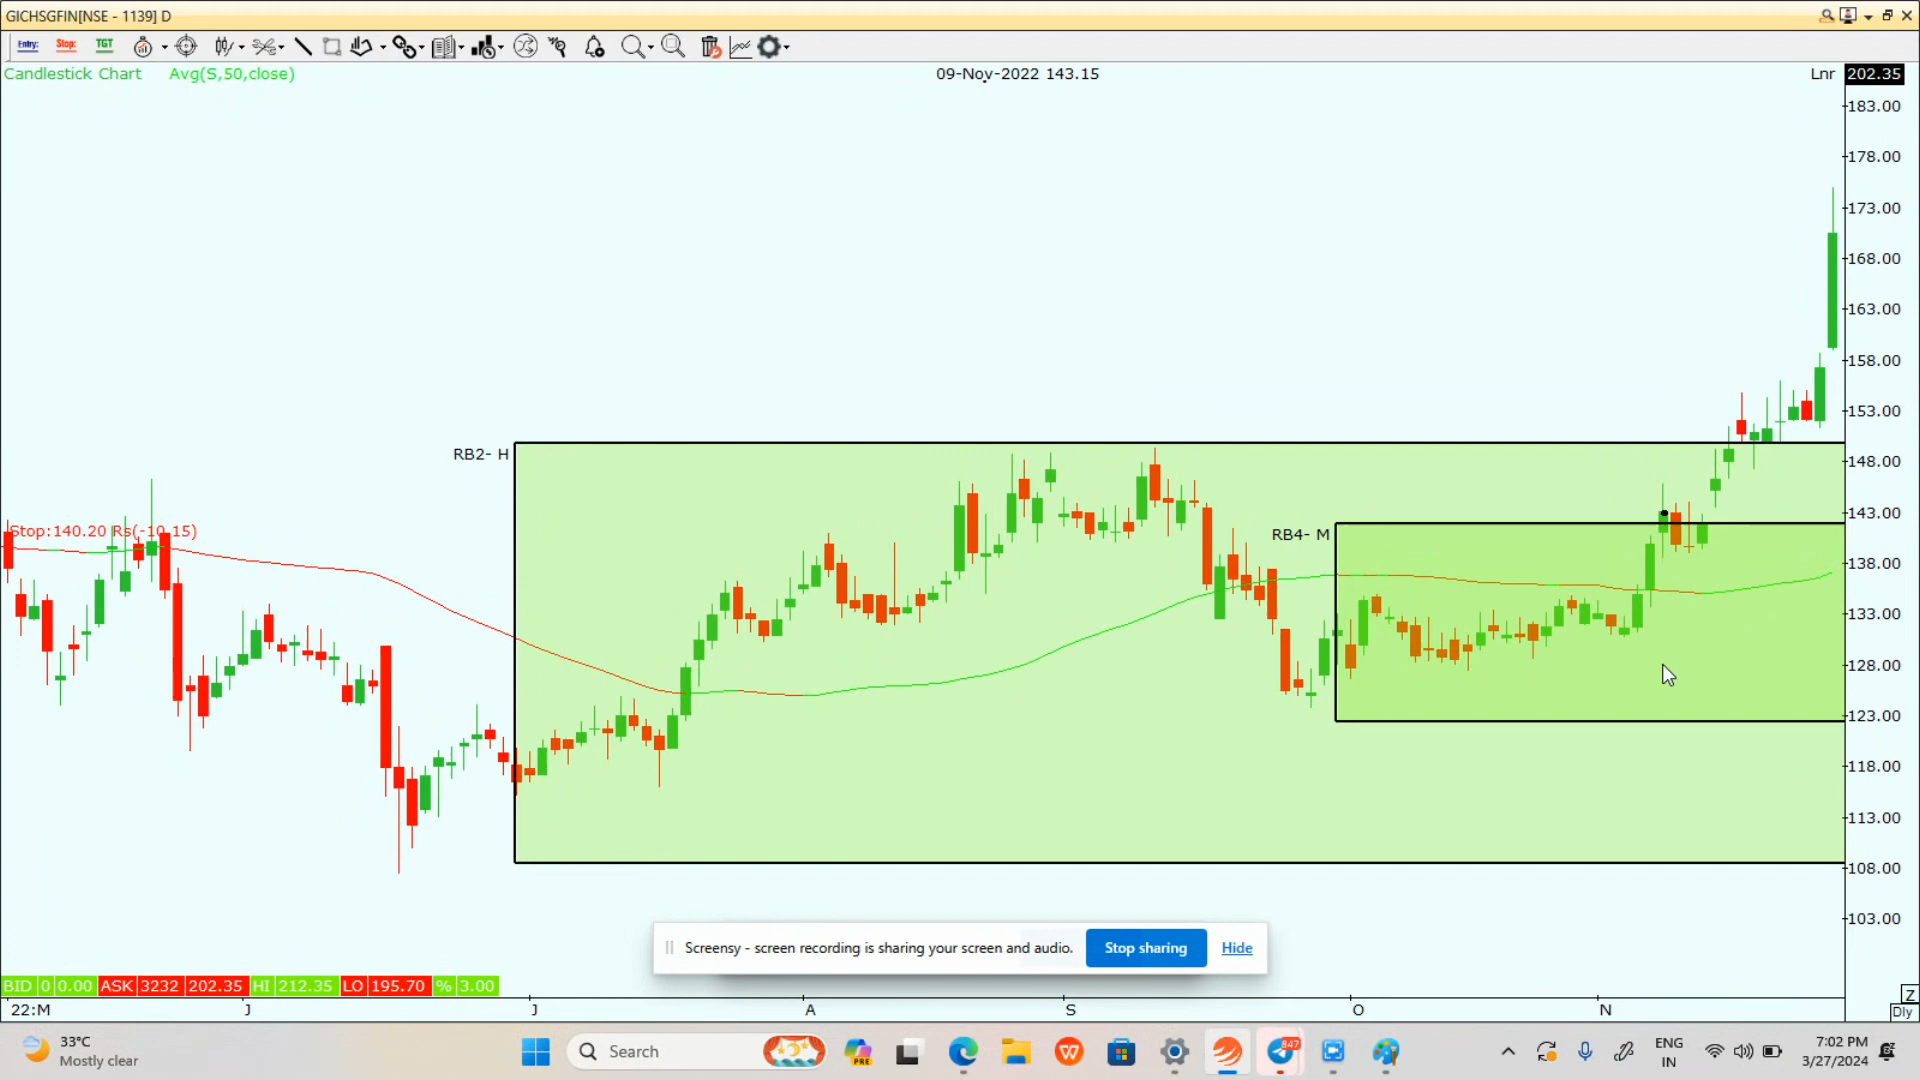 GICHSGFIN[NSE - 1139] D
Entry: Stop: TGT
Candlestick Chart Avg(S,50,close) 09-Nov-2022 143.15 Lnr 202.35
183.00
178.00
173.00
168.00
163.00
158.00
153.00
RB2- H
148.00
Stop:140.20 Rs(-10.15)
143.00
RB4- M
138.00
133.00
128.00
123.00
118.00
113.00
108.00
103.00
Screensy - screen recording is sharing your screen and audio. Stop sharing Hide
BID 0 0.00 ASK 3232 202.35 HI 212.35 LO 195.70 % 3.00
Z
22:M J J A S O N Dly
33°C
Mostly clear
Search
PRE
847
ENG
IN
7:02 PM
3/27/2024